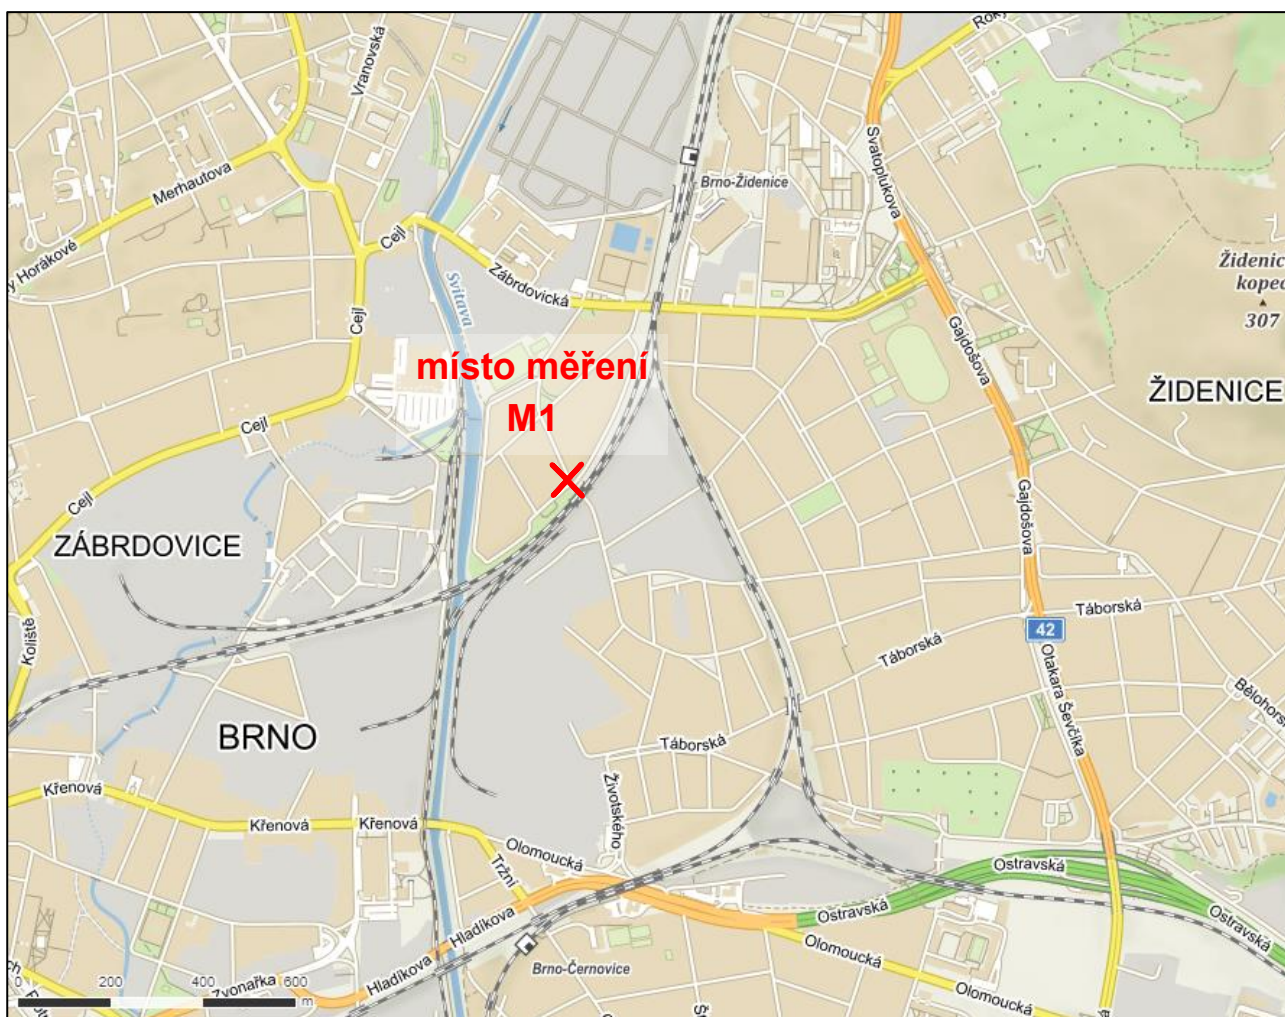 Roky
Vranovská
Svatoplukova
Merhautova
Brno-Židenice
Cejl
y Horákové
Zábrdovická
Svitava
Židenic
kopec
307
Cejl
Gajdošova
místo měření
M1
ŽIDENICE
Cejl
Cejl
Gajdošova
ZÁBRDOVICE
Koliště
Táborská
42
Táborská
Otakara Ševčíka
Bělohors
BRNO
Táborská
Životského
Křenová
Křenová
Křenová
Olomoucká
Tržní
Ostravská
Hladíkova
Ostravská
Ostravská
Olomoucká
Brno-Černovice
Zvonařka
Hladíkova
Olomoucká
0 200 400 600
m